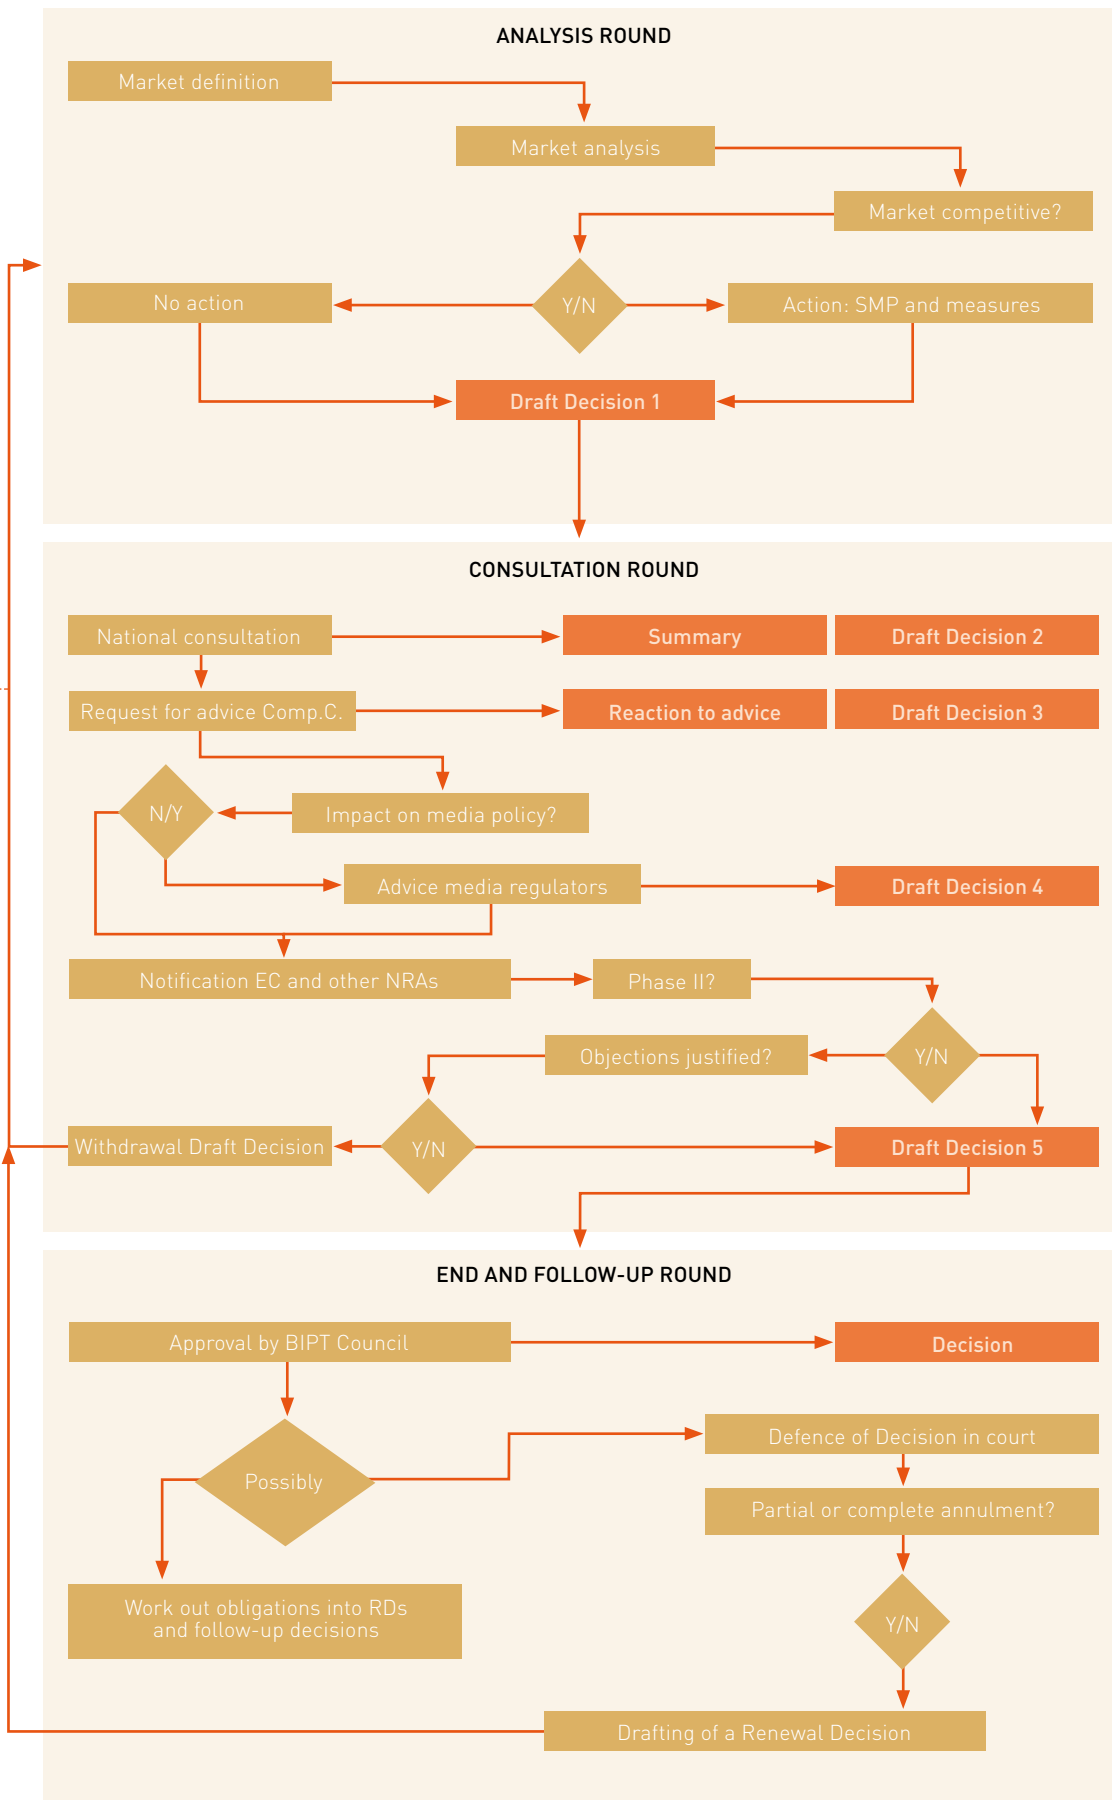 ANALYSIS ROUND
Market definition
Market analysis
Market competitive?
No action
Y/N
Action: SMP and measures
Draft Decision 1
CONSULTATION ROUND
National consultation
Summary
Draft Decision 2
Request for advice Comp.C.
Reaction to advice
Draft Decision 3
N/Y
Impact on media policy?
Advice media regulators
Draft Decision 4
Notification EC and other NRAs
Phase II?
Objections justified?
Y/N
Withdrawal Draft Decision
Y/N
Draft Decision 5
END AND FOLLOW-UP ROUND
Approval by BIPT Council
Decision
Possibly
Defence of Decision in court
Partial or complete annulment?
Work out obligations into RDs
and follow-up decisions
Y/N
Drafting of a Renewal Decision